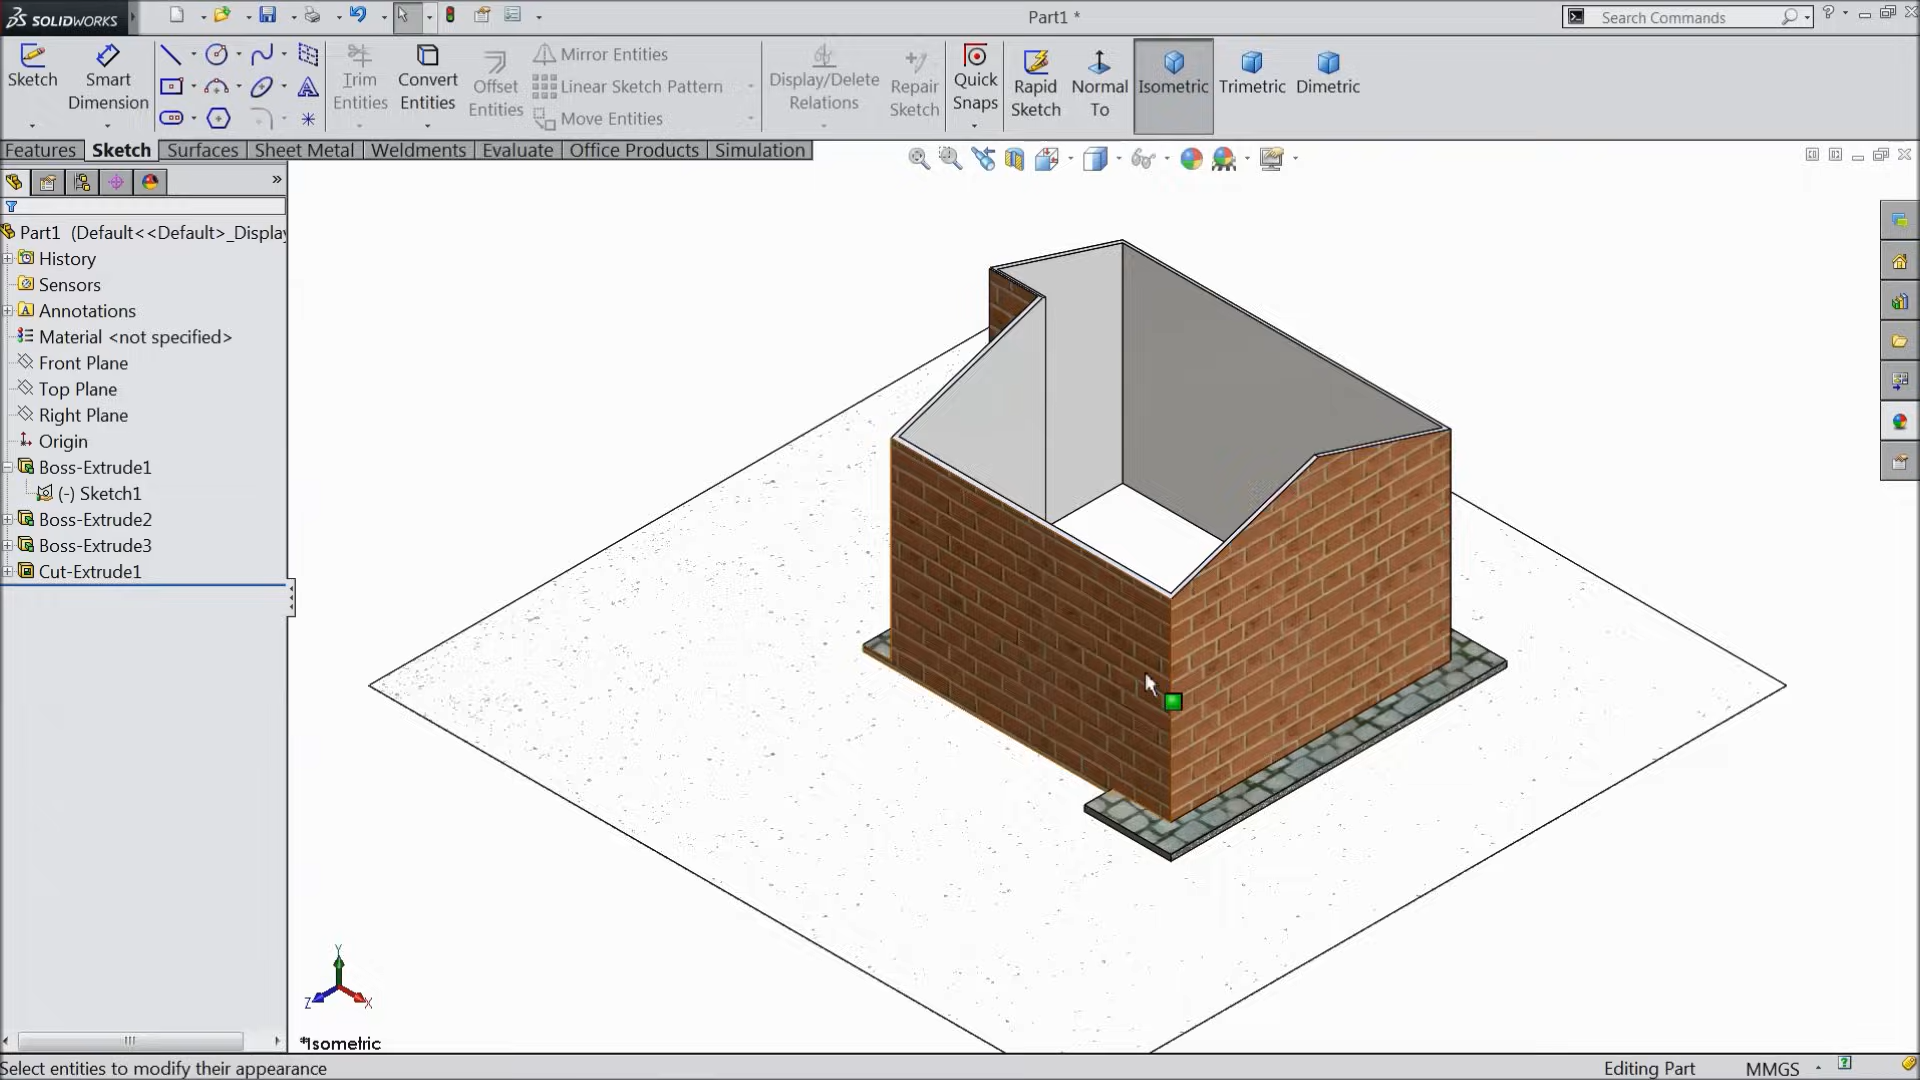 SOLIDWORKS
Part1 *
Search Commands
Sketch
Smart Dimension
Trim Entities
Convert Entities
Offset Entities
Mirror Entities
Linear Sketch Pattern
Move Entities
Display/Delete Relations
Repair Sketch
Quick Snaps
Rapid Sketch
Normal To
Isometric
Trimetric
Dimetric
Features
Sketch
Surfaces
Sheet Metal
Weldments
Evaluate
Office Products
Simulation
Part1 (Default<<Default>_Display
History
Sensors
Annotations
Material <not specified>
Front Plane
Top Plane
Right Plane
Origin
Boss-Extrude1
(-) Sketch1
Boss-Extrude2
Boss-Extrude3
Cut-Extrude1
Y
Z
X
*Isometric
Select entities to modify their appearance
Editing Part
MMGS